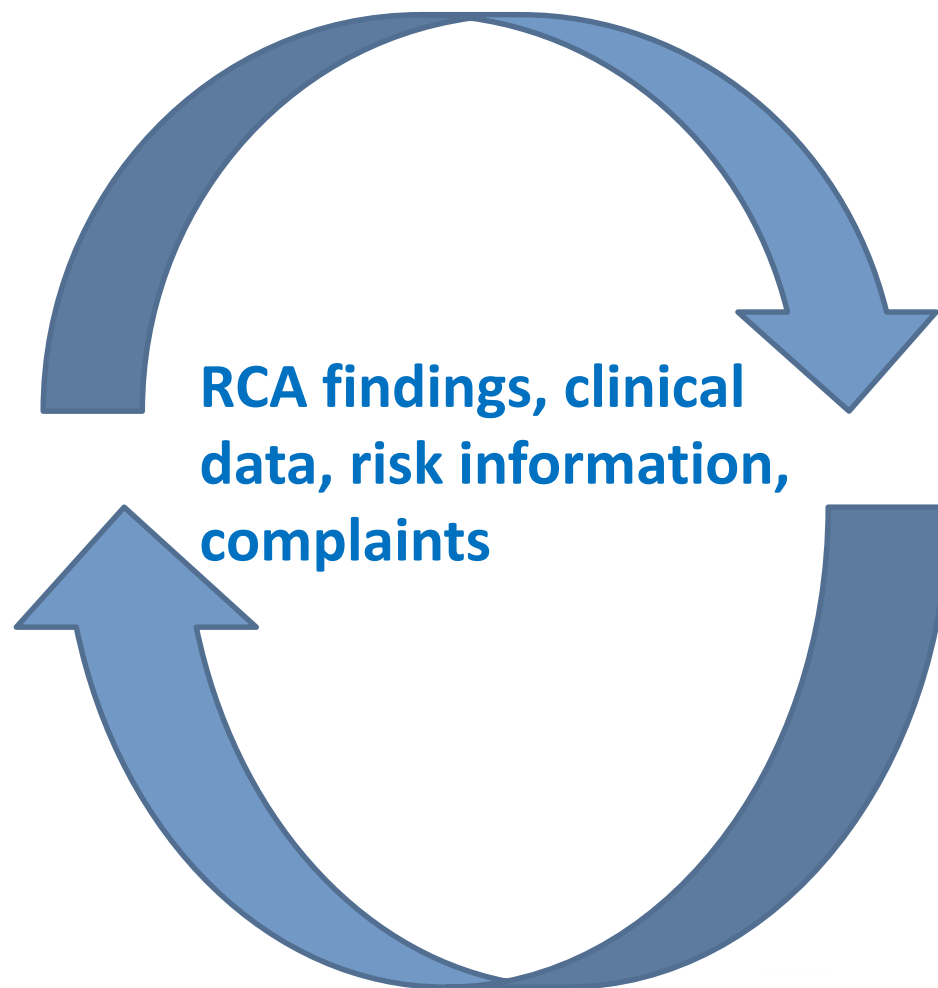 RCA findings, clinical
data, risk information,
complaints